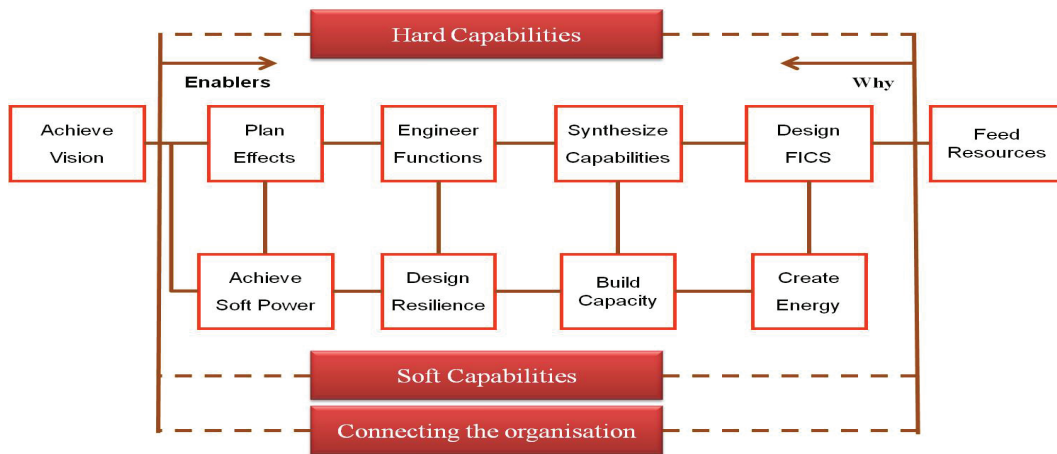 Hard Capabilities
Enablers
Why
Achieve
Vision
Plan
Effects
Engineer
Functions
Synthesize
Capabilities
Design
FICS
Feed
Resources
Achieve
Soft Power
Design
Resilience
Build
Capacity
Create
Energy
Soft Capabilities
Connecting the organisation